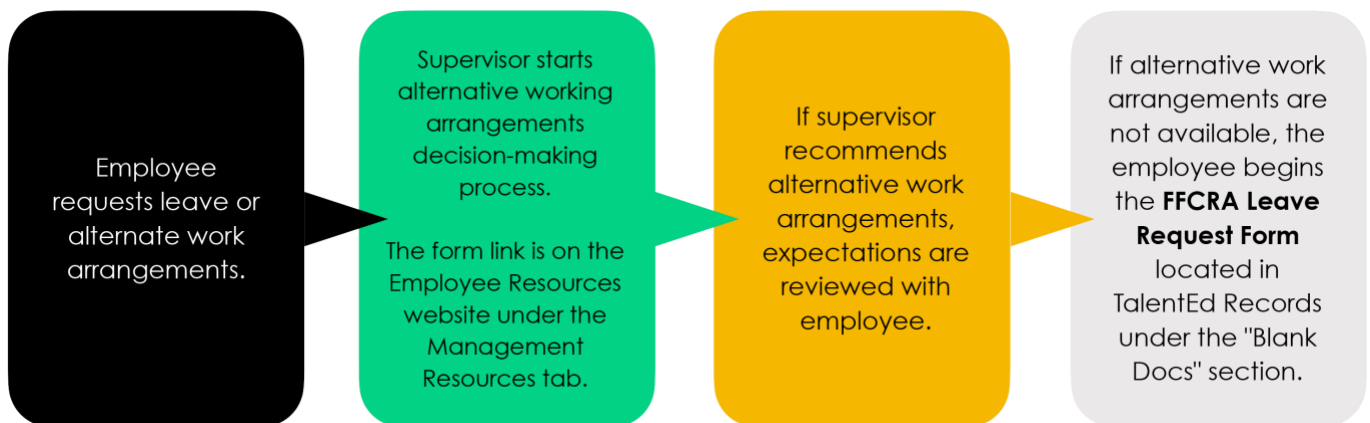 Employee
requests leave or
alternate work
arrangements.
Supervisor starts
alternative working
arrangements
decision-making
process.
The form link is on the
Employee Resources
website under the
Management
Resources tab.
If supervisor
recommends
alternative work
arrangements,
expectations are
reviewed with
employee.
If alternative work
arrangements are
not available, the
employee begins
the FFCRA Leave
Request Form
located in
TalentEd Records
under the "Blank
Docs" section.